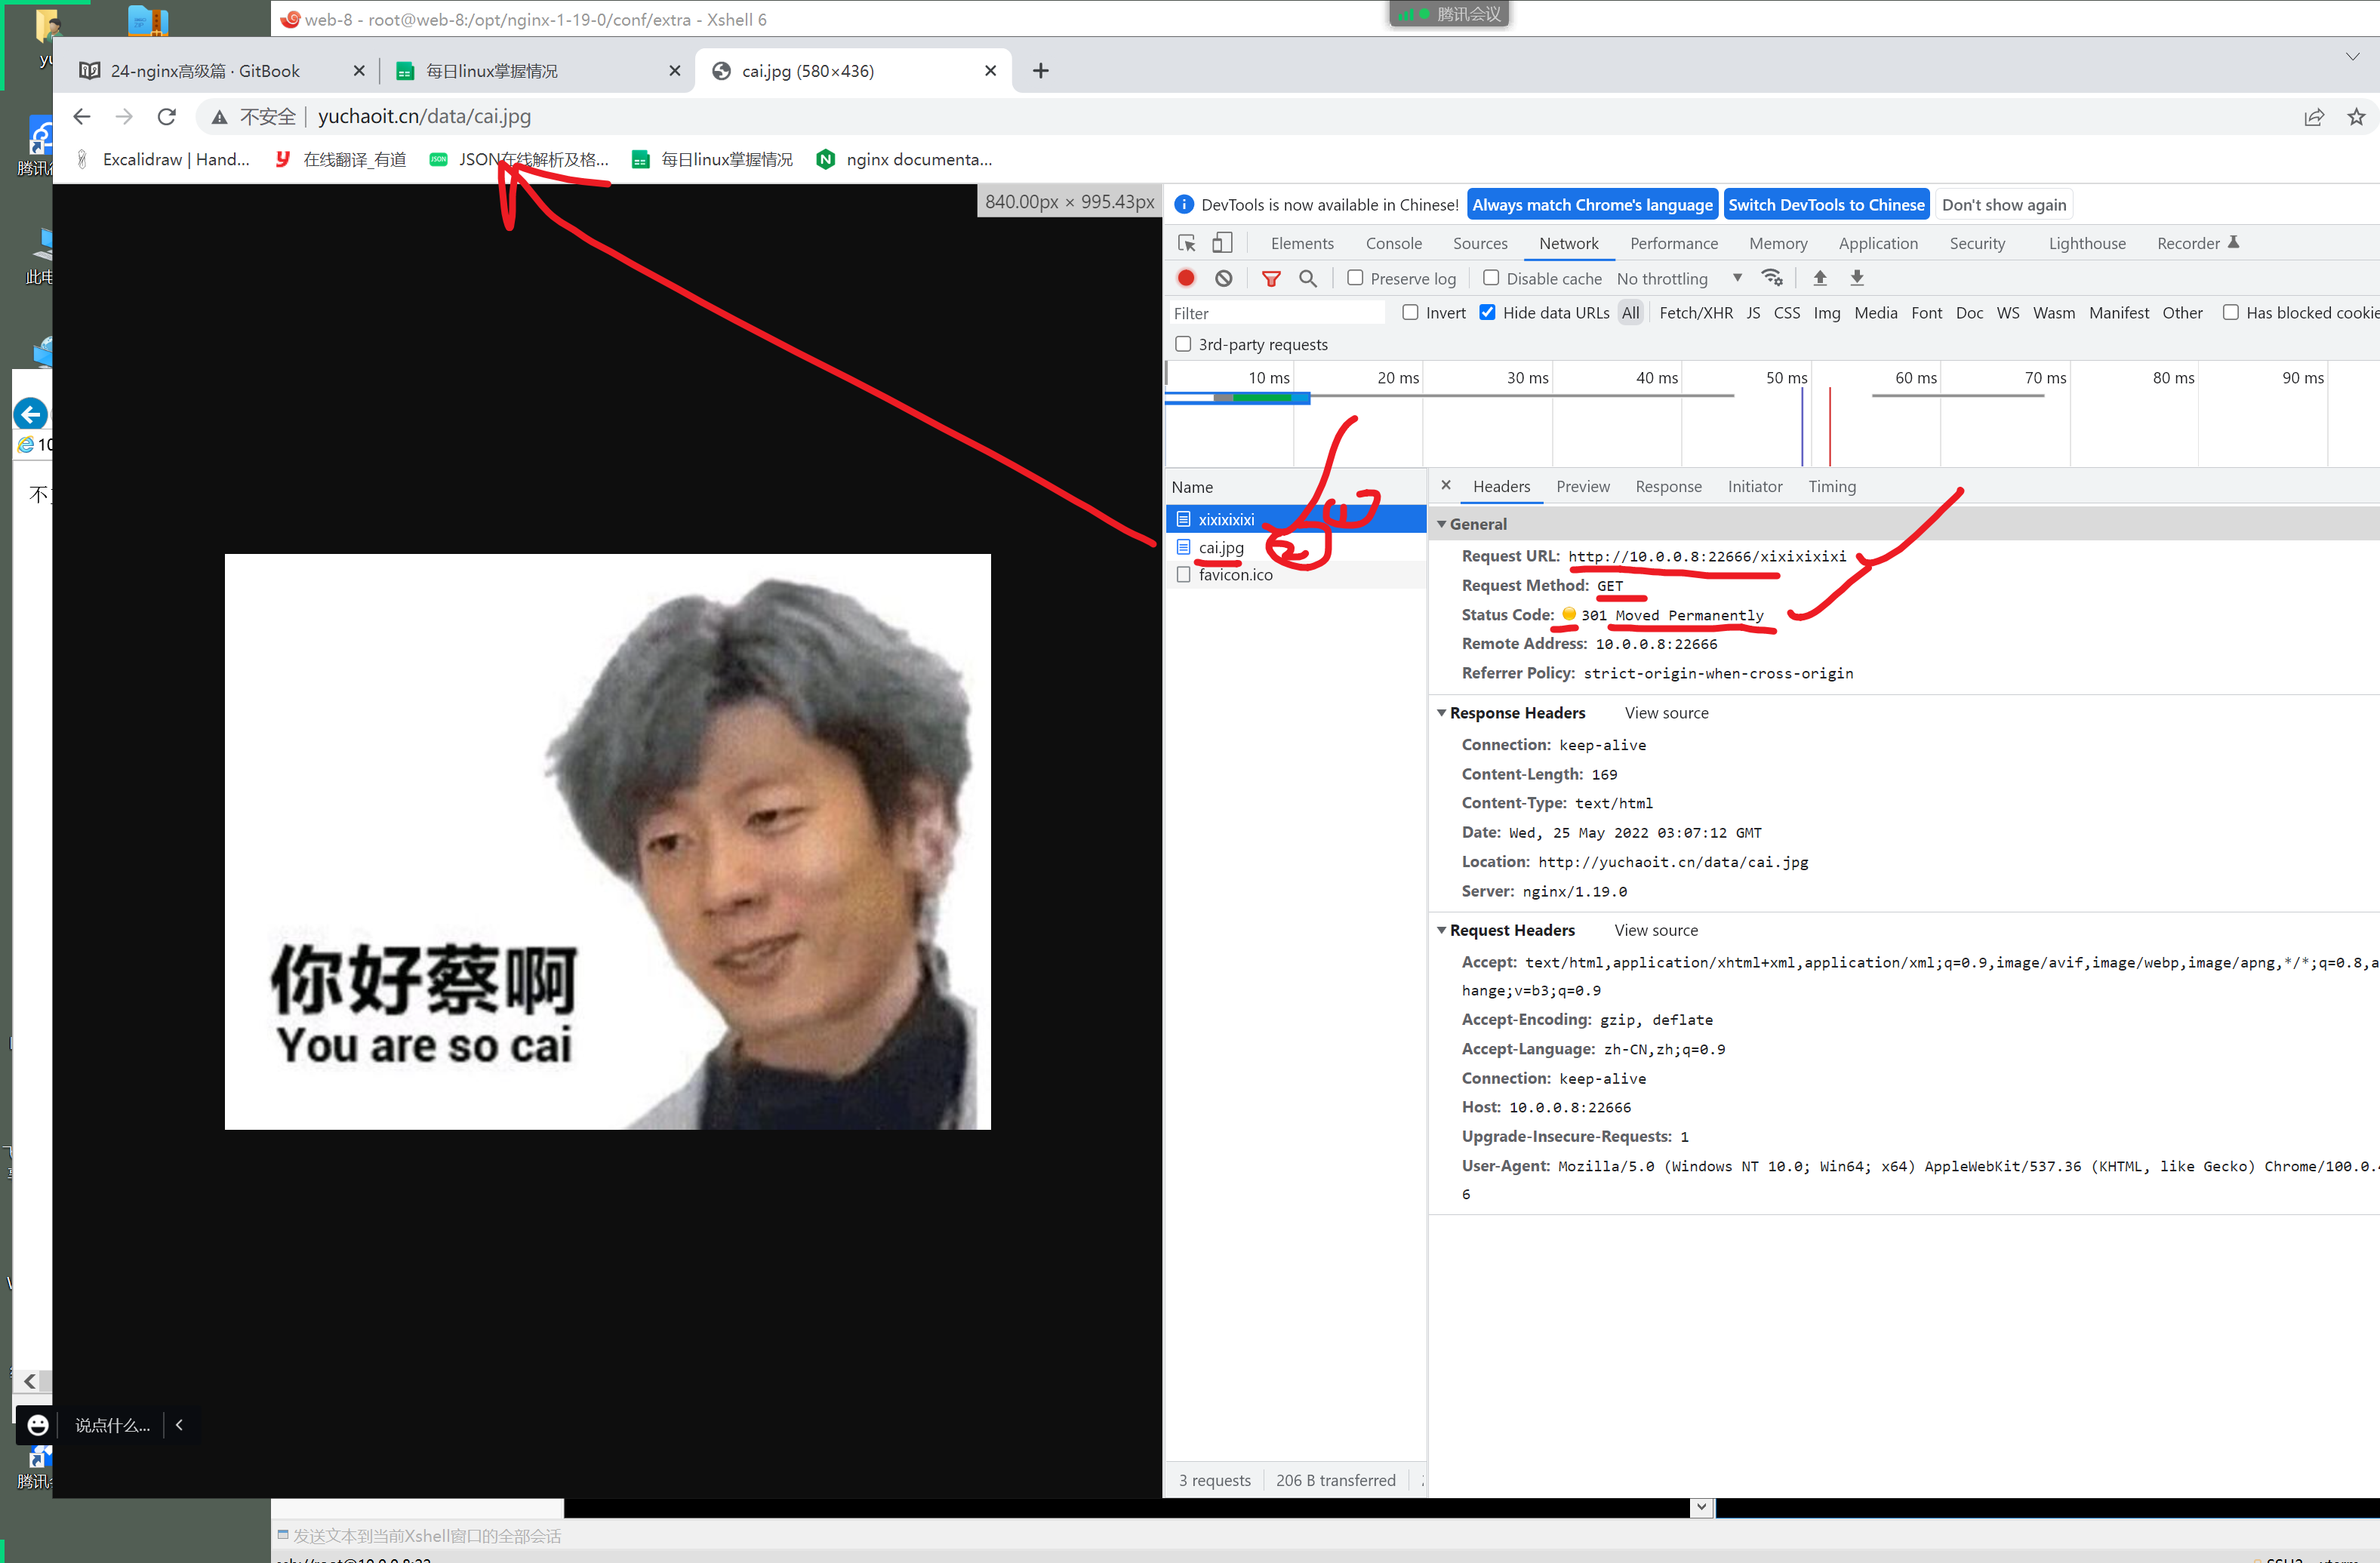 web-8 - root@web-8:/opt/nginx-1-19-0/conf/extra - Xshell 6
腾讯会议
24-nginx高级篇 · GitBook
每日linux掌握情况
cai.jpg (580×436)
不安全
yuchaoit.cn/data/cai.jpg
Excalidraw | Hand...
在线翻译_有道
JSON在线解析及格...
每日linux掌握情况
nginx documenta...
840.00px × 995.43px
DevTools is now available in Chinese!
Always match Chrome's language
Switch DevTools to Chinese
Don't show again
Elements Console Sources Network Performance Memory Application Security Lighthouse Recorder
Preserve log Disable cache No throttling
Filter Invert Hide data URLs All Fetch/XHR JS CSS Img Media Font Doc WS Wasm Manifest Other Has blocked cookie
3rd-party requests
10 ms 20 ms 30 ms 40 ms 50 ms 60 ms 70 ms 80 ms 90 ms
Name
xixixixixi
cai.jpg
favicon.ico
(1)
(2)
Headers Preview Response Initiator Timing
General
Request URL: http://10.0.0.8:22666/xixixixixi
Request Method: GET
Status Code: 301 Moved Permanently
Remote Address: 10.0.0.8:22666
Referrer Policy: strict-origin-when-cross-origin
Response Headers View source
Connection: keep-alive
Content-Length: 169
Content-Type: text/html
Date: Wed, 25 May 2022 03:07:12 GMT
Location: http://yuchaoit.cn/data/cai.jpg
Server: nginx/1.19.0
Request Headers View source
Accept: text/html,application/xhtml+xml,application/xml;q=0.9,image/avif,image/webp,image/apng,*/*;q=0.8,a
hange;v=b3;q=0.9
Accept-Encoding: gzip, deflate
Accept-Language: zh-CN,zh;q=0.9
Connection: keep-alive
Host: 10.0.0.8:22666
Upgrade-Insecure-Requests: 1
User-Agent: Mozilla/5.0 (Windows NT 10.0; Win64; x64) AppleWebKit/537.36 (KHTML, like Gecko) Chrome/100.0.4
6
你好蔡啊
You are so cai
此电
10
不
说点什么...
腾讯
3 requests 206 B transferred
发送文本到当前Xshell窗口的全部会话